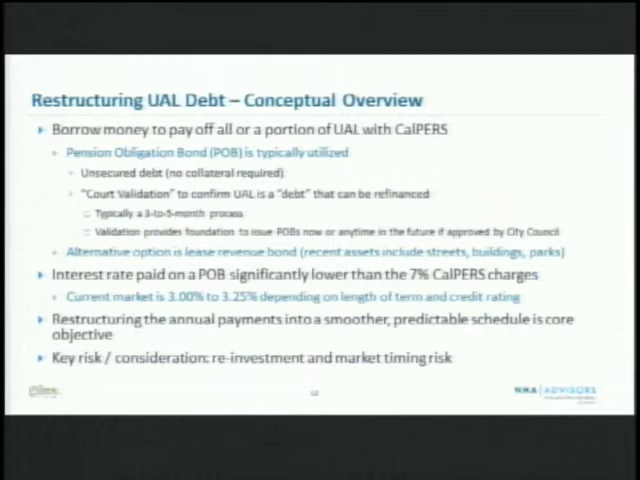 Restructuring UAL Debt – Conceptual Overview
Borrow money to pay off all or a portion of UAL with CalPERS
Pension Obligation Bond (POB) is typically utilized
Unsecured debt (no collateral required)
"Court Validation" to confirm UAL is a "debt" that can be refinanced
Typically a 3-to-5-month process
Validation provides foundation to issue POBs now or anytime in the future if approved by City Council
Alternative option is lease revenue bond (recent assets include streets, buildings, parks)
Interest rate paid on a POB significantly lower than the 7% CalPERS charges
Current market is 3.00% to 3.25% depending on length of term and credit rating
Restructuring the annual payments into a smoother, predictable schedule is core
objective
Key risk / consideration: re-investment and market timing risk
12
NHA | ADVISORS